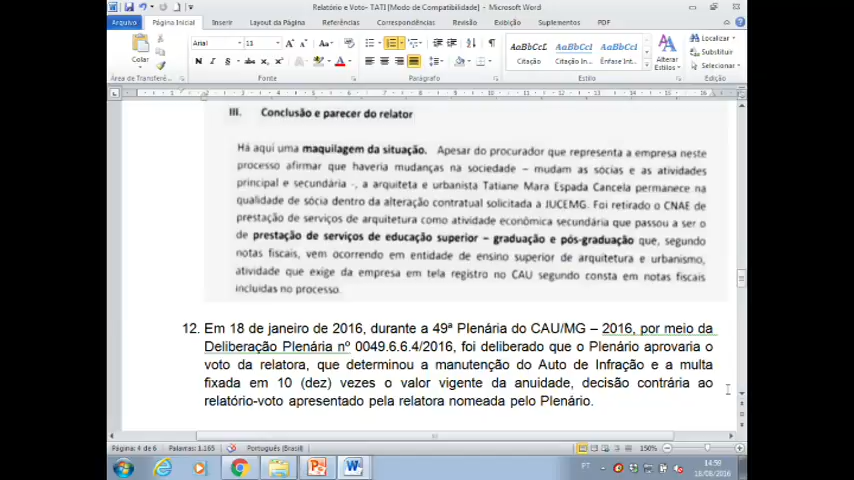 Relatório e Voto- TATI [Modo de Compatibilidade] - Microsoft Word
Arquivo Página Inicial Inserir Layout da Página Referências Correspondências Revisão Exibição Suplementos PDF
Colar
Área de Transferê...
Arial 11
N I S
Fonte
Parágrafo
AaBbCcL AaBbCcI AaBbCcI
Citação Citação In... Ênfase Int...
Alterar Estilos
Estilo
Localizar
Substituir
Selecionar
Edição
III. Conclusão e parecer do relator
Há aqui uma maquilagem da situação. Apesar do procurador que representa a empresa neste
processo afirmar que haveria mudanças na sociedade – mudam as sócias e as atividades
principal e secundária -, a arquiteta e urbanista Tatiane Mara Espada Cancela permanece na
qualidade de sócia dentro da alteração contratual solicitada a JUCEMG. Foi retirado o CNAE de
prestação de serviços de arquitetura como atividade econômica secundária que passou a ser o
de prestação de serviços de educação superior – graduação e pós-graduação que, segundo
notas fiscais, vem ocorrendo em entidade de ensino superior de arquitetura e urbanismo,
atividade que exige da empresa em tela registro no CAU segundo consta em notas fiscais
incluídas no processo.
12. Em 18 de janeiro de 2016, durante a 49ª Plenária do CAU/MG – 2016, por meio da
Deliberação Plenária nº 0049.6.6.4/2016, foi deliberado que o Plenário aprovaria o
voto da relatora, que determinou a manutenção do Auto de Infração e a multa
fixada em 10 (dez) vezes o valor vigente da anuidade, decisão contrária ao
relatório-voto apresentado pela relatora nomeada pelo Plenário.
Página: 4 de 6 Palavras: 1.165 Português (Brasil) 150%
PT 14:59
18/08/2016